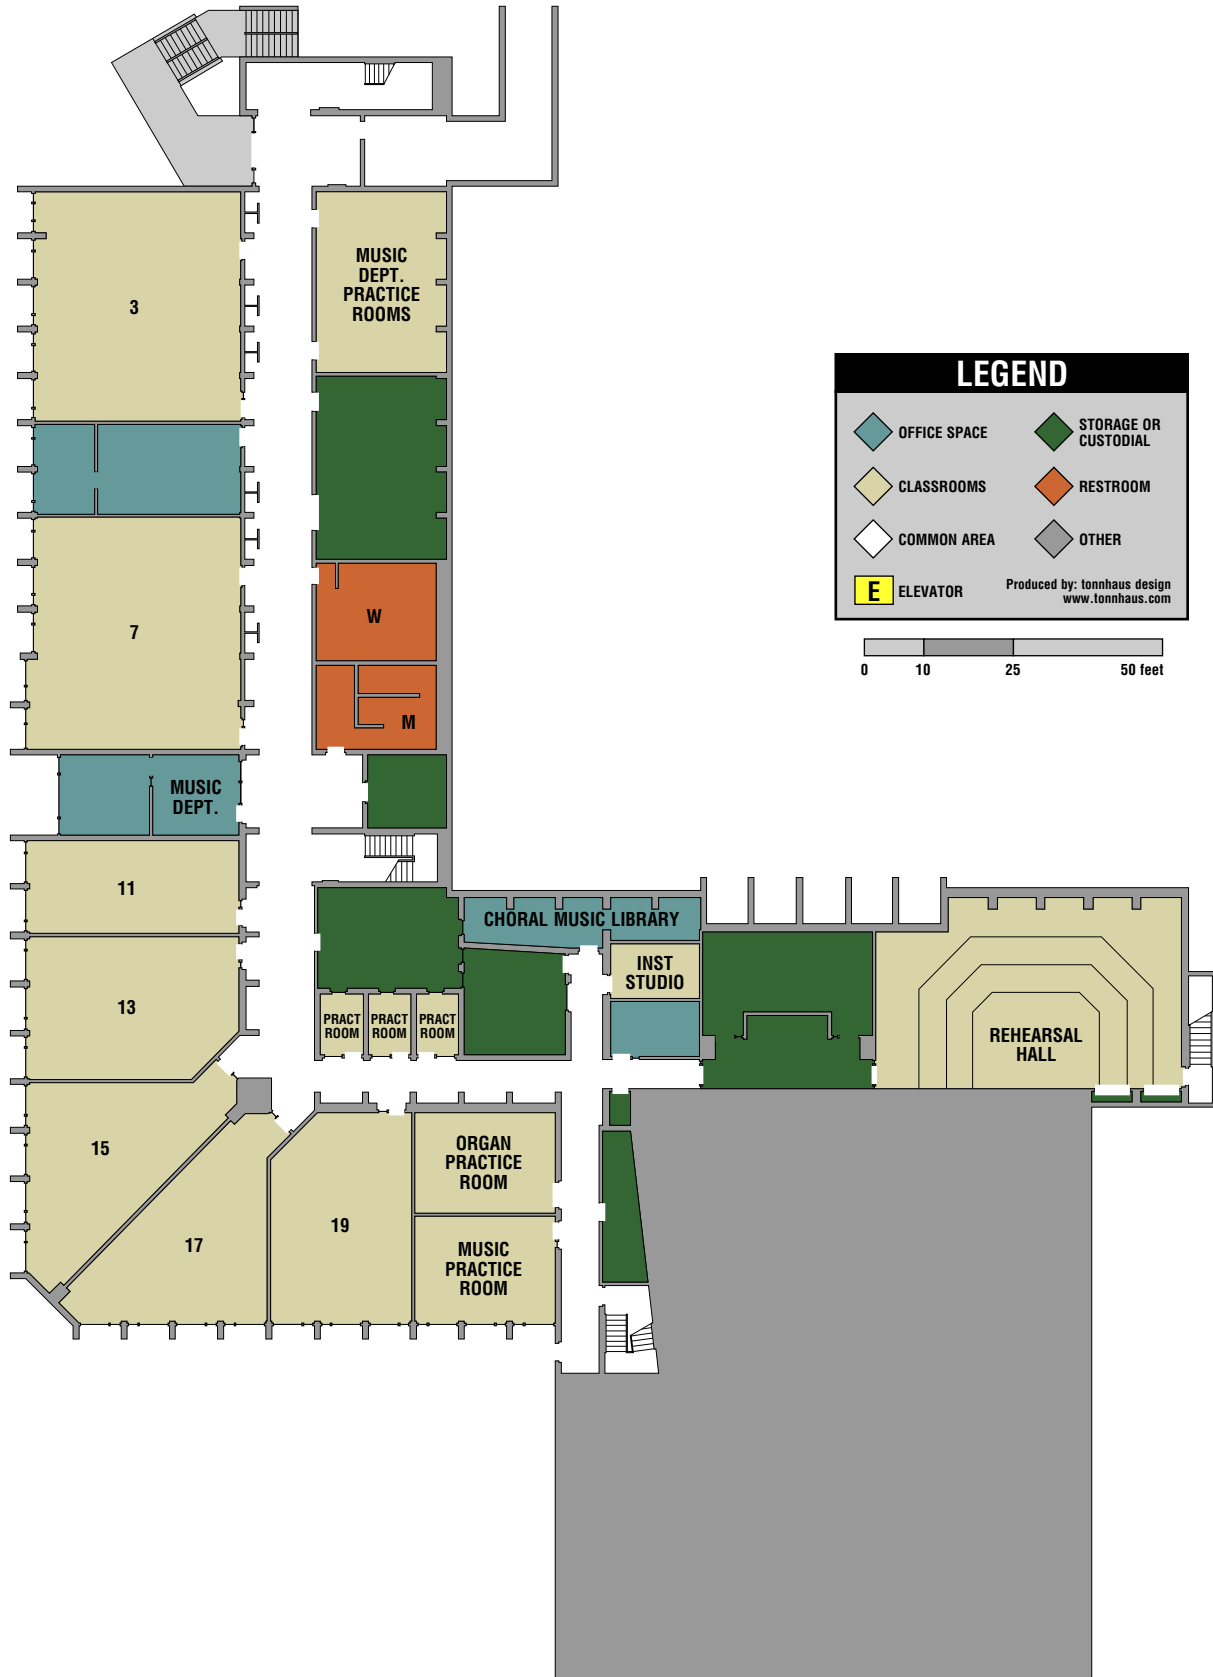 MUSIC
DEPT.
PRACTICE
ROOMS
3
LEGEND
OFFICE SPACE
STORAGE OR
CUSTODIAL
CLASSROOMS
RESTROOM
COMMON AREA
OTHER
E ELEVATOR
Produced by: tonnhaus design
www.tonnhaus.com
0 10 25 50 feet
W
7
M
MUSIC
DEPT.
11
CHORAL MUSIC LIBRARY
INST
STUDIO
13
PRACT
ROOM
PRACT
ROOM
PRACT
ROOM
REHEARSAL
HALL
15
ORGAN
PRACTICE
ROOM
19
17
MUSIC
PRACTICE
ROOM